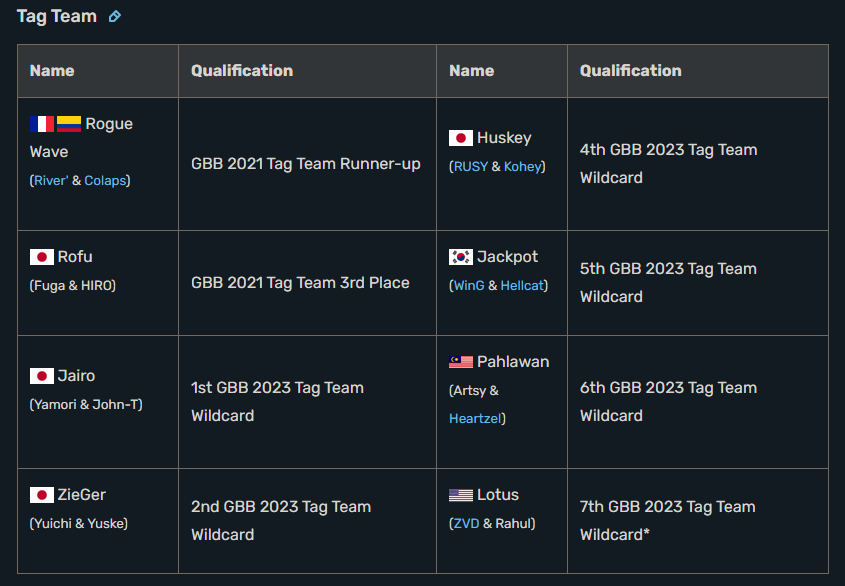 Tag Team
Name
Qualification
Name
Qualification
Rogue
Wave
(River' & Colaps)
GBB 2021 Tag Team Runner-up
Huskey
(RUSY & Kohey)
4th GBB 2023 Tag Team
Wildcard
Rofu
(Fuga & HIRO)
GBB 2021 Tag Team 3rd Place
Jackpot
(WinG & Hellcat)
5th GBB 2023 Tag Team
Wildcard
Jairo
(Yamori & John-T)
1st GBB 2023 Tag Team
Wildcard
Pahlawan
(Artsy &
Heartzel)
6th GBB 2023 Tag Team
Wildcard
ZieGer
(Yuichi & Yuske)
2nd GBB 2023 Tag Team
Wildcard
Lotus
(ZVD & Rahul)
7th GBB 2023 Tag Team
Wildcard*